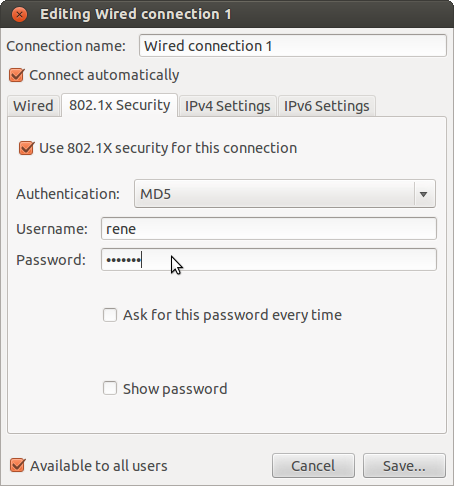 Editing Wired connection 1
Connection name: Wired connection 1
Connect automatically
Wired 802.1x Security IPv4 Settings IPv6 Settings
Use 802.1X security for this connection
Authentication: MD5
Username: rene
Password: •••••••
Ask for this password every time
Show password
Available to all users Cancel Save...